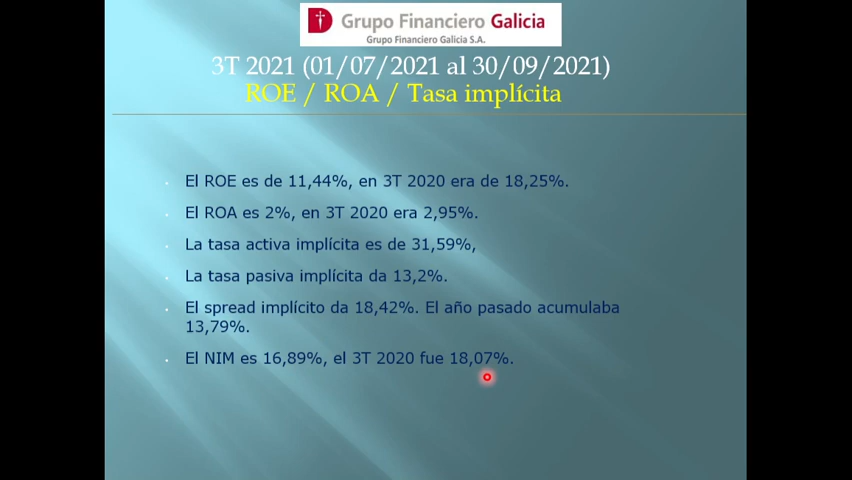 Grupo Financiero Galicia
Grupo Financiero Galicia S.A.
3T 2021 (01/07/2021 al 30/09/2021)
ROE / ROA / Tasa implícita
El ROE es de 11,44%, en 3T 2020 era de 18,25%.
El ROA es 2%, en 3T 2020 era 2,95%.
La tasa activa implícita es de 31,59%,
La tasa pasiva implícita da 13,2%.
El spread implícito da 18,42%. El año pasado acumulaba
13,79%.
El NIM es 16,89%, el 3T 2020 fue 18,07%.